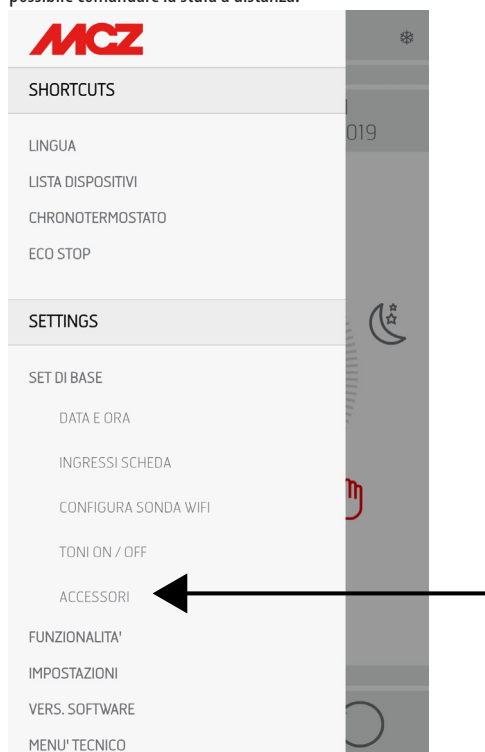 possibile comandare la stufa a distanza.
MCZ
SHORTCUTS
019
LINGUA
LISTA DISPOSITIVI
CHRONOTERMOSTATO
ECO STOP
SETTINGS
SET DI BASE
DATA E ORA
INGRESSI SCHEDA
CONFIGURA SONDA WIFI
TONI ON / OFF
ACCESSORI
FUNZIONALITA'
IMPOSTAZIONI
VERS. SOFTWARE
MENU' TECNICO